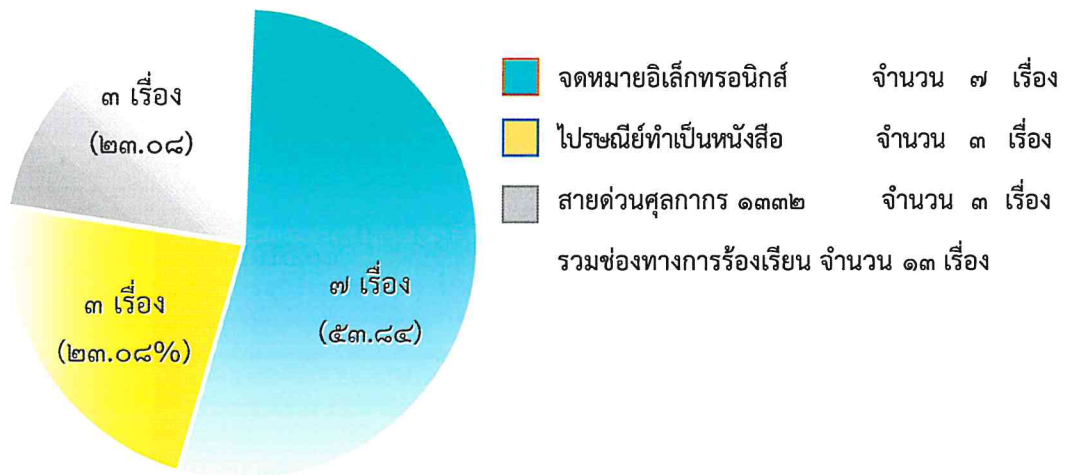 ๓ เรื่อง
(๒๓.๐๘)
๓ เรื่อง
(๒๓.๐๘%)
๗ เรื่อง
(๕๓.๘๔)
จดหมายอิเล็กทรอนิกส์ จำนวน ๗ เรื่อง
ไปรษณีย์ทำเป็นหนังสือ จำนวน ๓ เรื่อง
สายด่วนศุลกากร ๑๓๓๒ จำนวน ๓ เรื่อง
รวมช่องทางการร้องเรียน จำนวน ๑๓ เรื่อง